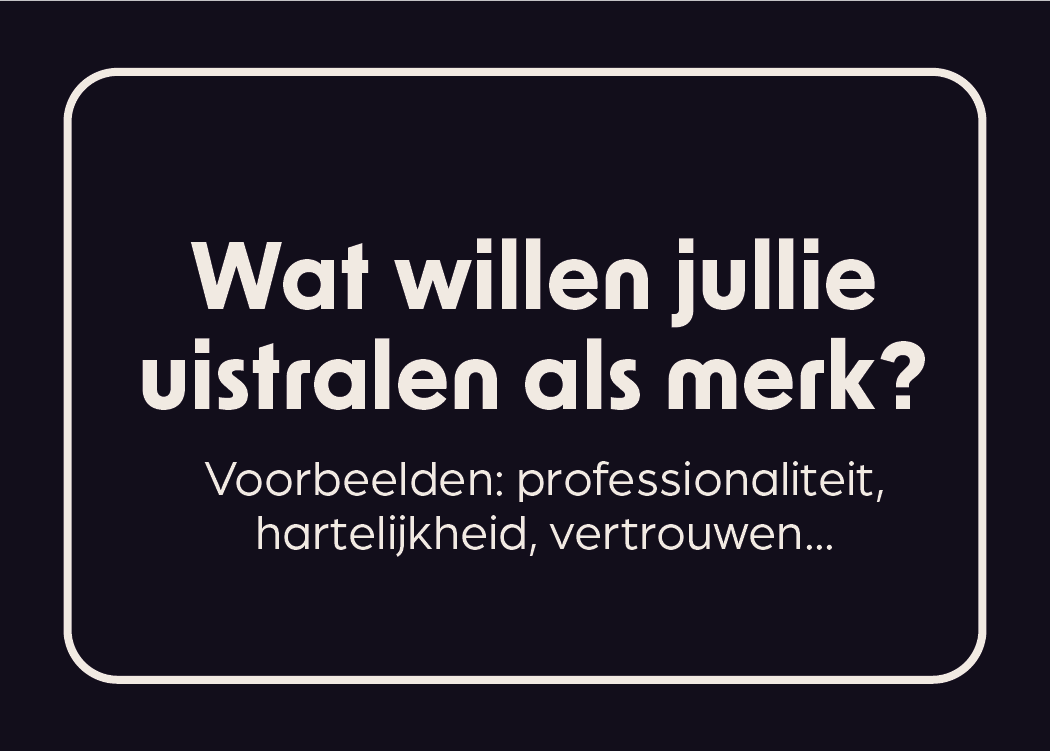 Wat willen jullie
uistralen als merk?
Voorbeelden: professionaliteit,
hartelijkheid, vertrouwen...